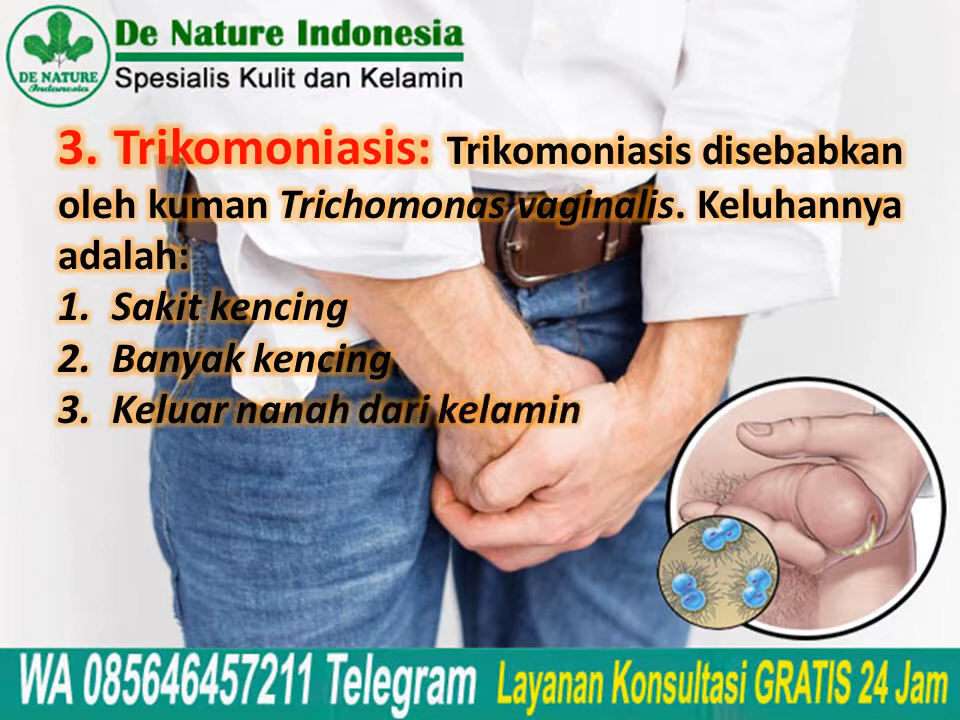 De Nature Indonesia
DE NATURE
Indonesia
Spesialis Kulit dan Kelamin
3. Trikomoniasis: Trikomoniasis disebabkan
oleh kuman Trichomonas vaginalis. Keluhannya
adalah:
1. Sakit kencing
2. Banyak kencing
3. Keluar nanah dari kelamin
WA 085646457211 Telegram Layanan Konsultasi GRATIS 24 Jam